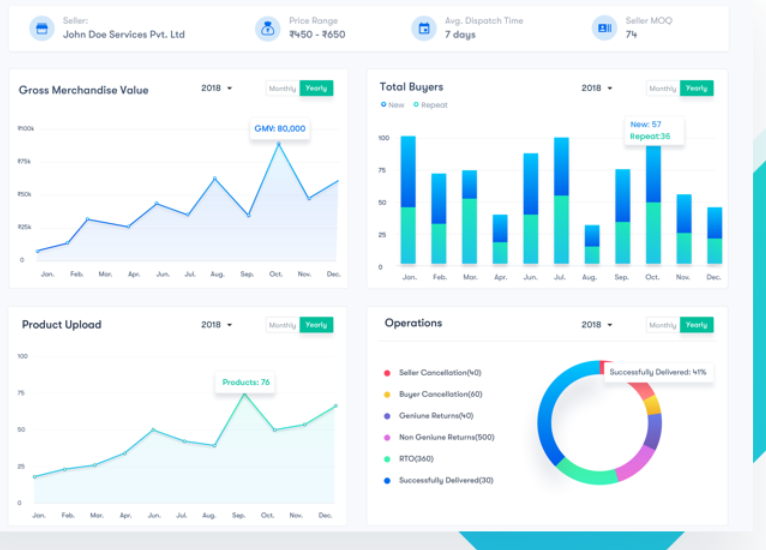 Seller:
John Doe Services Pvt. Ltd
Price Range
₹450 - ₹650
Avg. Dispatch Time
7 days
Seller MOQ
74
Gross Merchandise Value
2018
Monthly Yearly
GMV: 80,000
₹100k
₹75k
₹50k
₹25k
0
Jan. Feb. Mar. Apr. Jun. Jul. Aug. Sep. Oct. Nov. Dec.
Total Buyers
2018
Monthly Yearly
New Repeat
New: 57
Repeat:36
100
75
50
25
0
Jan. Feb. Mar. Apr. Jun. Jul. Aug. Sep. Oct. Nov. Dec.
Product Upload
2018
Monthly Yearly
Products: 76
100
75
50
25
0
Jan. Feb. Mar. Apr. Jun. Jul. Aug. Sep. Oct. Nov. Dec.
Operations
2018
Monthly Yearly
Successfully Delivered: 41%
Seller Cancellation(40)
Buyer Cancellation(60)
Geniune Returns(40)
Non Geniune Returns(500)
RTO(360)
Successfully Delivered(30)